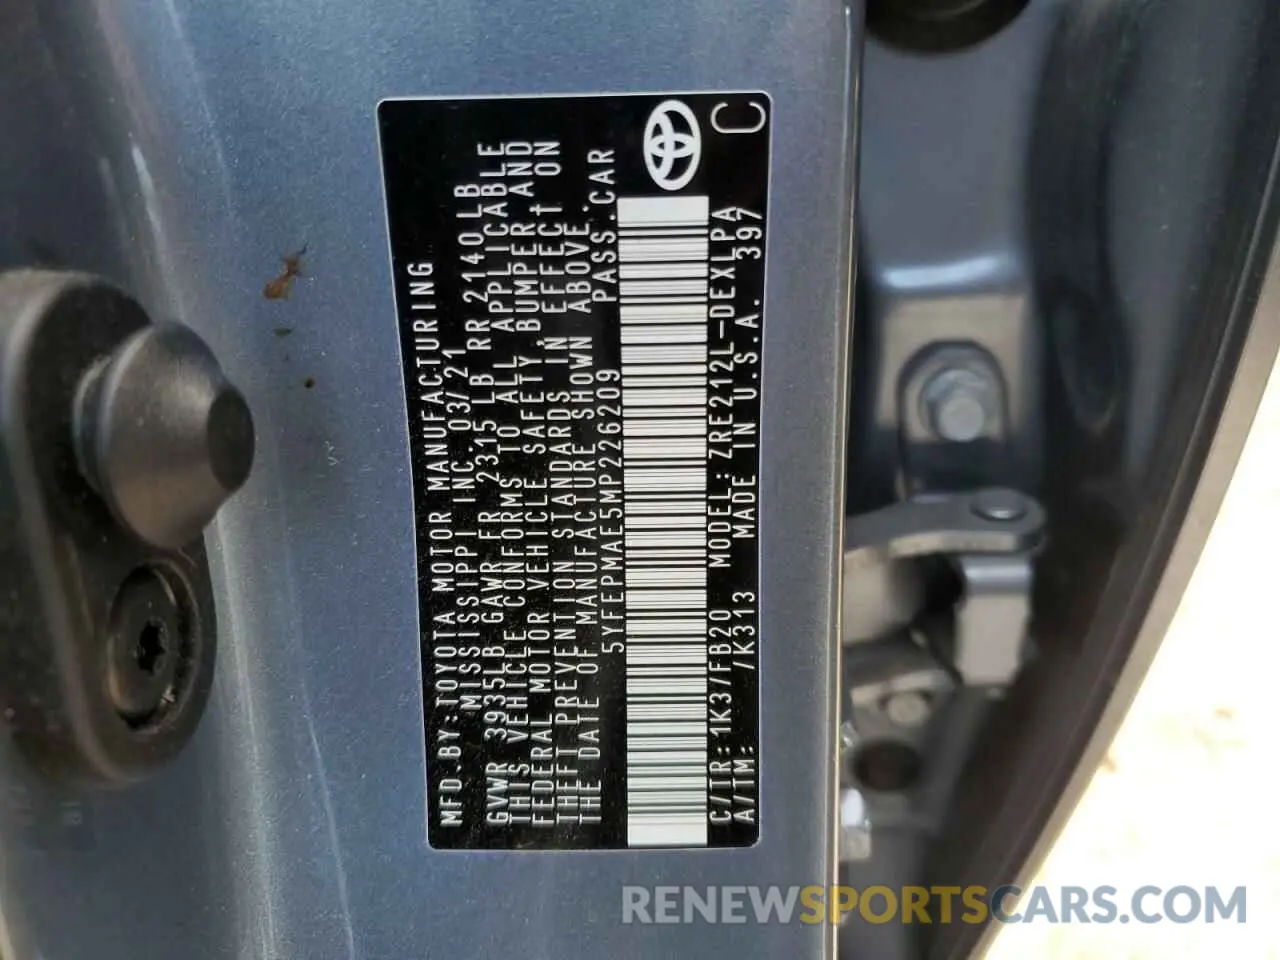 MFD.BY:TOYOTA MOTOR MANUFACTURING
MISSISSIPPI INC. 03/21
GVWR 3935LB GAWR FR 2315LB RR 2140LB
THIS VEHICLE CONFORMS TO ALL APPLICABLE
FEDERAL MOTOR VEHICLE SAFETY, BUMPER AND
THEFT PREVENTION STANDARDS IN EFFECT ON
THE DATE OF MANUFACTURE SHOWN ABOVE.
5YFEPMAE5MP226209 PASS.CAR
C/TR:1K3/FB20 MODEL:ZRE212L-DEXLPA
A/TM: /K313 MADE IN U.S.A. 397
C
RENEWSPORTSCARS.COM